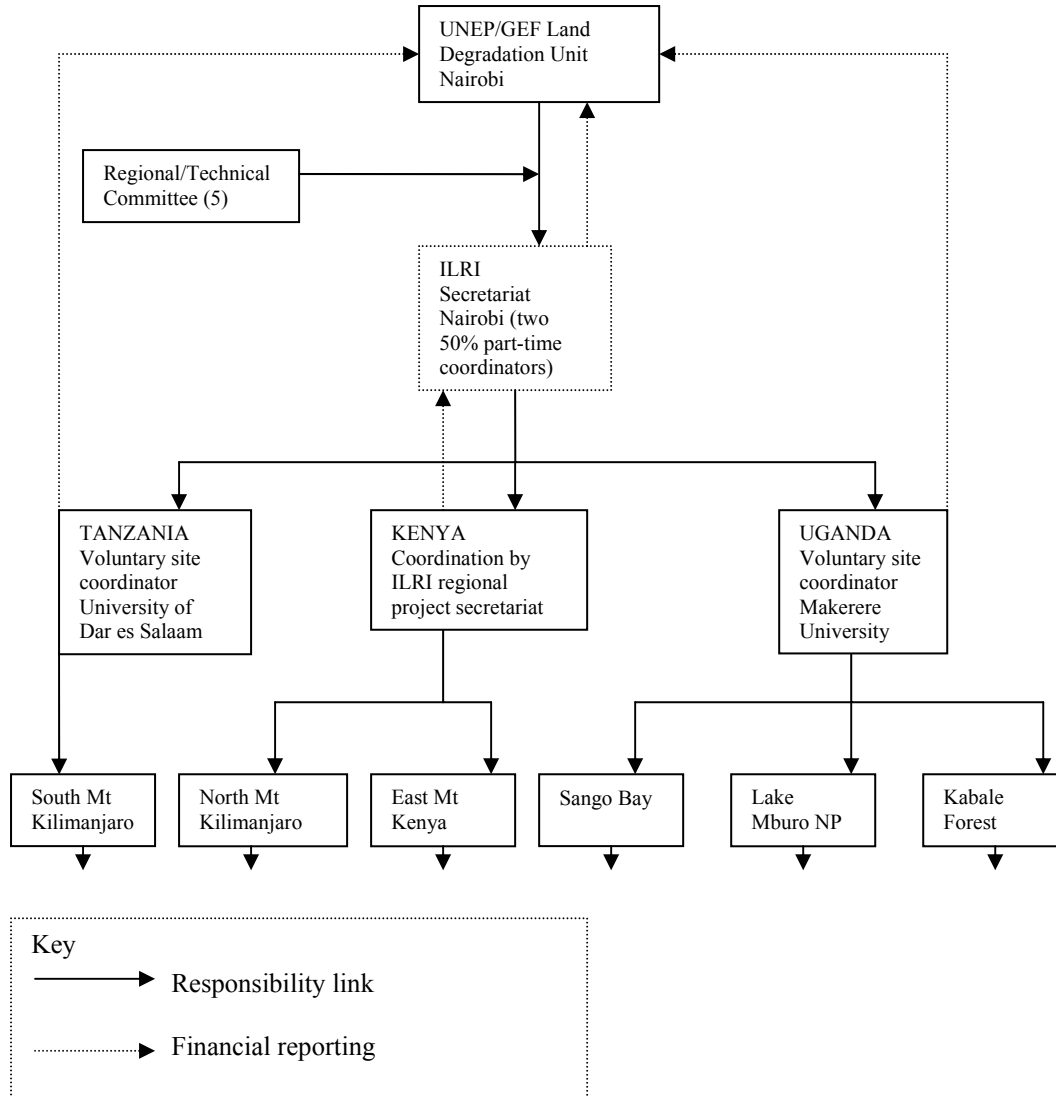 UNEP/GEF Land
Degradation Unit
Nairobi
Regional/Technical
Committee (5)
ILRI
Secretariat
Nairobi (two
50% part-time
coordinators)
TANZANIA
Voluntary site
coordinator
University of
Dar es Salaam
KENYA
Coordination by
ILRI regional
project secretariat
UGANDA
Voluntary site
coordinator
Makerere
University
South Mt
Kilimanjaro
North Mt
Kilimanjaro
East Mt
Kenya
Sango Bay
Lake
Mburo NP
Kabale
Forest
Key
Responsibility link
Financial reporting